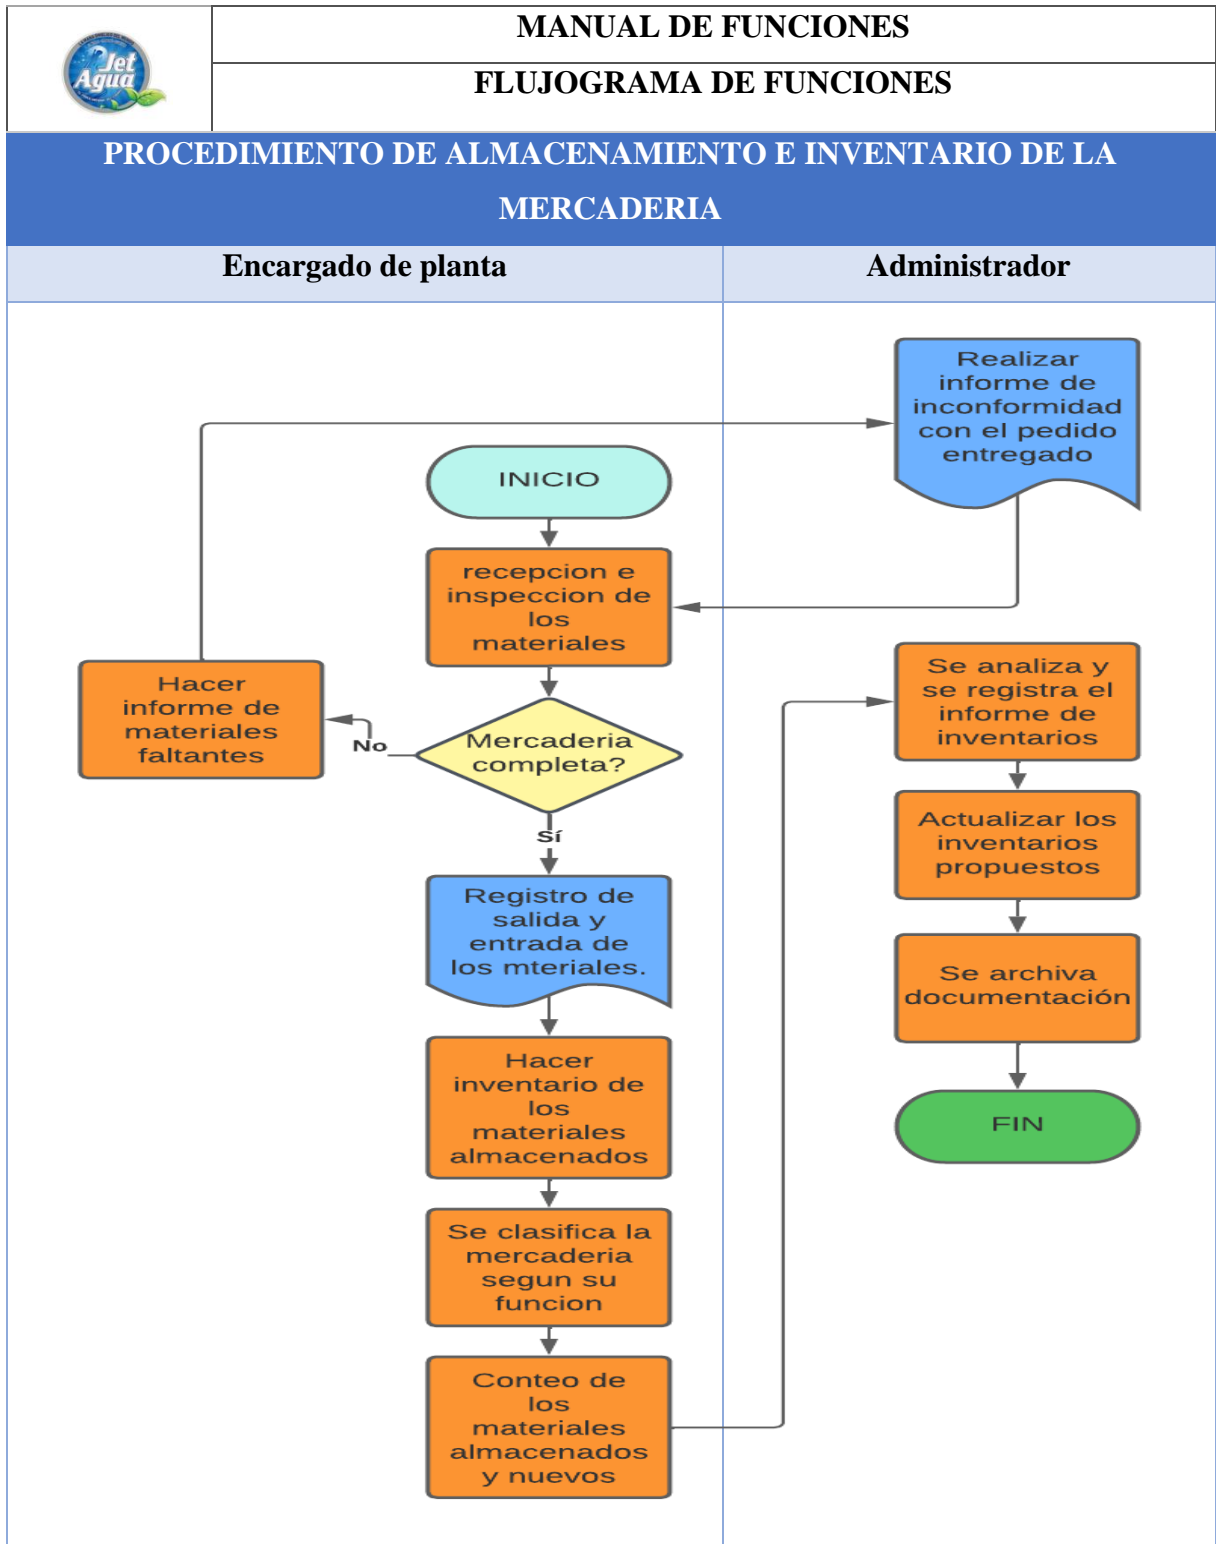 Jet
Agua
MANUAL DE FUNCIONES
FLUJOGRAMA DE FUNCIONES
PROCEDIMIENTO DE ALMACENAMIENTO E INVENTARIO DE LA
MERCADERIA
Encargado de planta
Administrador
Realizar
informe de
inconformidad
con el pedido
entregado
INICIO
recepcion e
inspeccion de
los
materiales
Hacer
informe de
materiales
faltantes
No
Mercaderia
completa?
Sí
Registro de
salida y
entrada de
los mteriales.
Hacer
inventario de
los
materiales
almacenados
Se clasifica la
mercaderia
segun su
funcion
Conteo de
los
materiales
almacenados
y nuevos
Se analiza y
se registra el
informe de
inventarios
Actualizar los
inventarios
propuestos
Se archiva
documentación
FIN